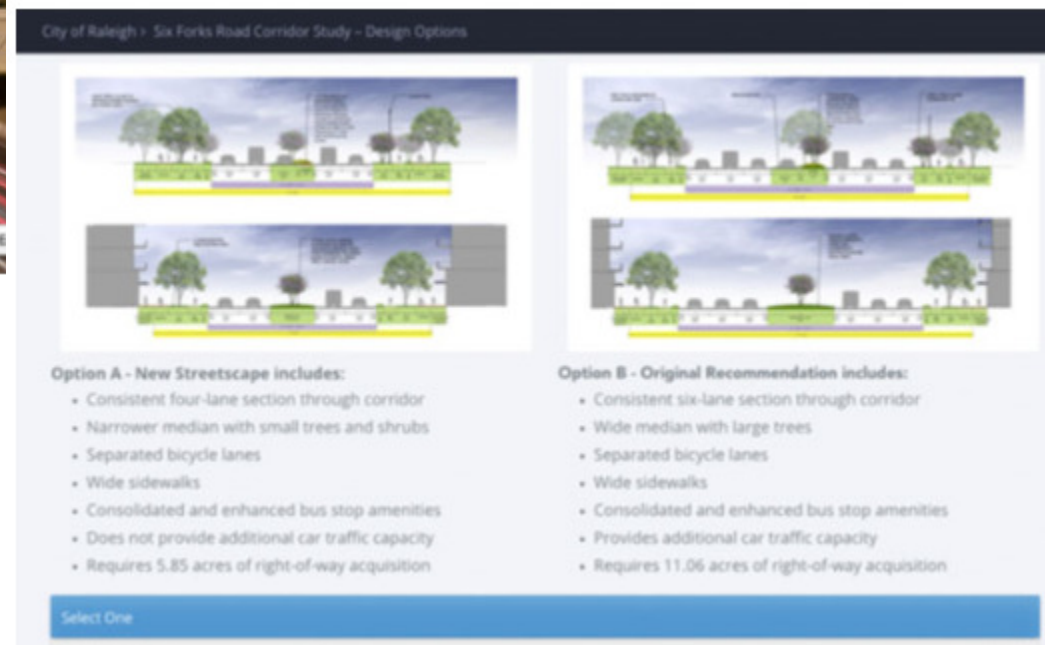 City of Raleigh › Six Forks Road Corridor Study – Design Options
Option A - New Streetscape includes:
• Consistent four-lane section through corridor
• Narrower median with small trees and shrubs
• Separated bicycle lanes
• Wide sidewalks
• Consolidated and enhanced bus stop amenities
• Does not provide additional car traffic capacity
• Requires 5.85 acres of right-of-way acquisition
Option B - Original Recommendation includes:
• Consistent six-lane section through corridor
• Wide median with large trees
• Separated bicycle lanes
• Wide sidewalks
• Consolidated and enhanced bus stop amenities
• Provides additional car traffic capacity
• Requires 11.06 acres of right-of-way acquisition
Select One